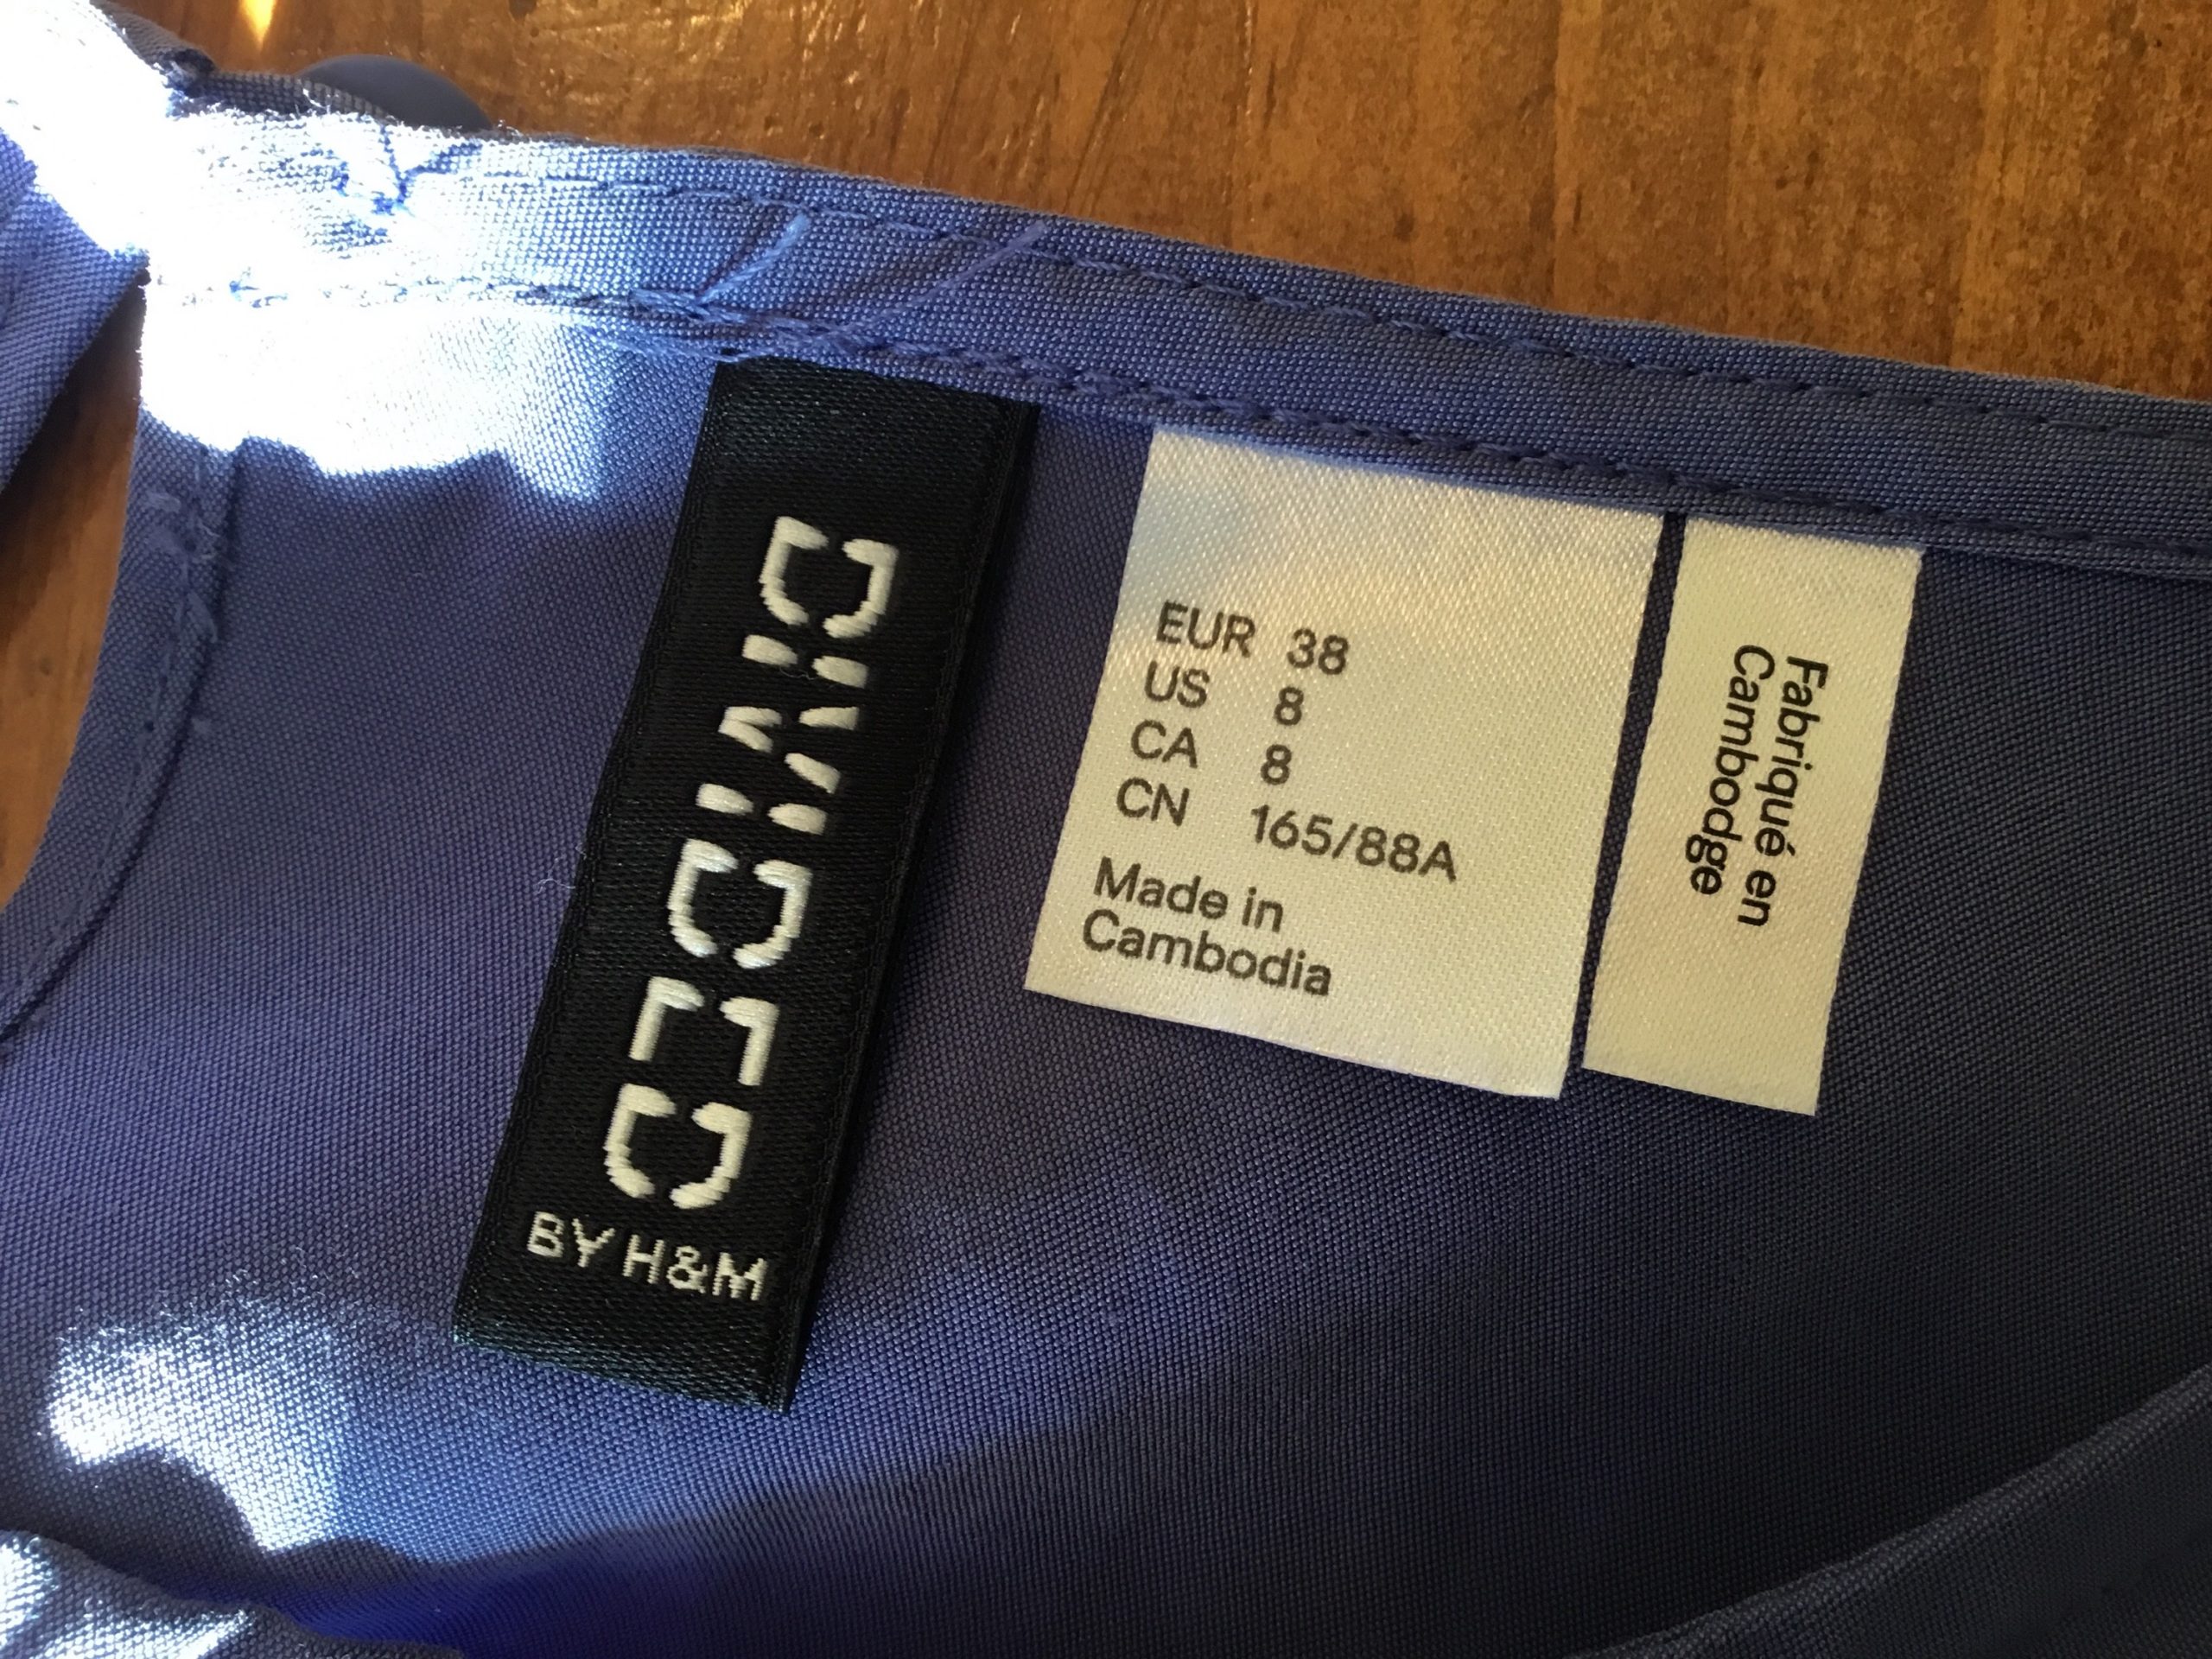 DIVIDED
BY H&M
EUR 38
US 8
CA 8
CN 165/88A
Made in
Cambodia
Fabriqué en
Cambodge